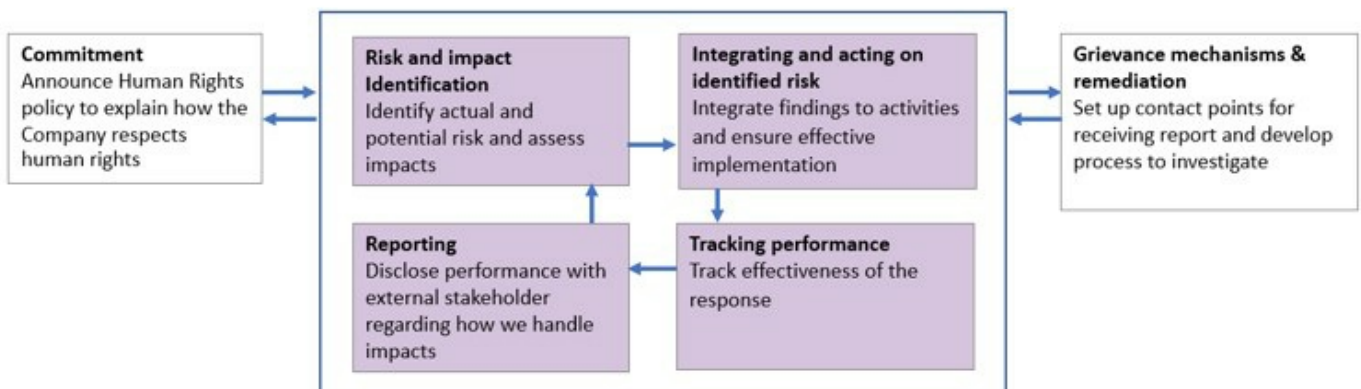 Commitment
Announce Human Rights
policy to explain how the
Company respects
human rights
Risk and impact
Identification
Identify actual and
potential risk and assess
impacts
Integrating and acting on
identified risk
Integrate findings to activities
and ensure effective
implementation
Reporting
Disclose performance with
external stakeholder
regarding how we handle
impacts
Tracking performance
Track effectiveness of the
response
Grievance mechanisms &
remediation
Set up contact points for
receiving report and develop
process to investigate